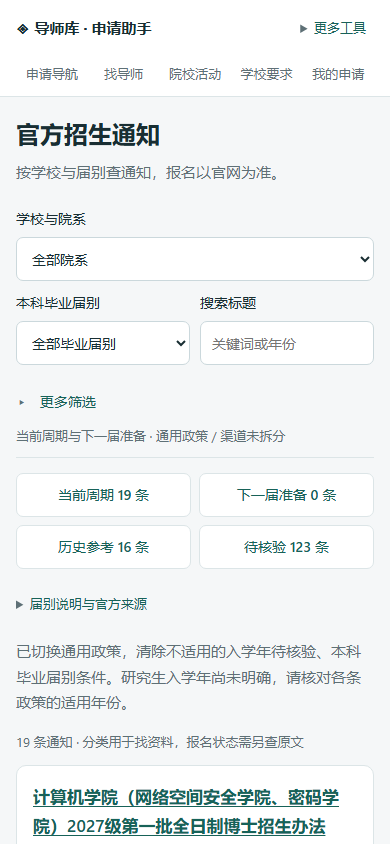 ◈ 导师库 · 申请助手
▶ 更多工具
申请导航 找导师 院校活动 学校要求 我的申请
官方招生通知
按学校与届别查通知，报名以官网为准。
学校与院系
全部院系
本科毕业届别 搜索标题
全部毕业届别 关键词或年份
▸ 更多筛选
当前周期与下一届准备 · 通用政策 / 渠道未拆分
当前周期 19 条 下一届准备 0 条
历史参考 16 条 待核验 123 条
▶ 届别说明与官方来源
已切换通用政策，清除不适用的入学年待核验、本科
毕业届别条件。研究生入学年尚未明确，请核对各条
政策的适用年份。
19 条通知 · 分类用于找资料，报名状态需另查原文
计算机学院（网络空间安全学院、密码学
院）2027级第一批全日制博士招生办法